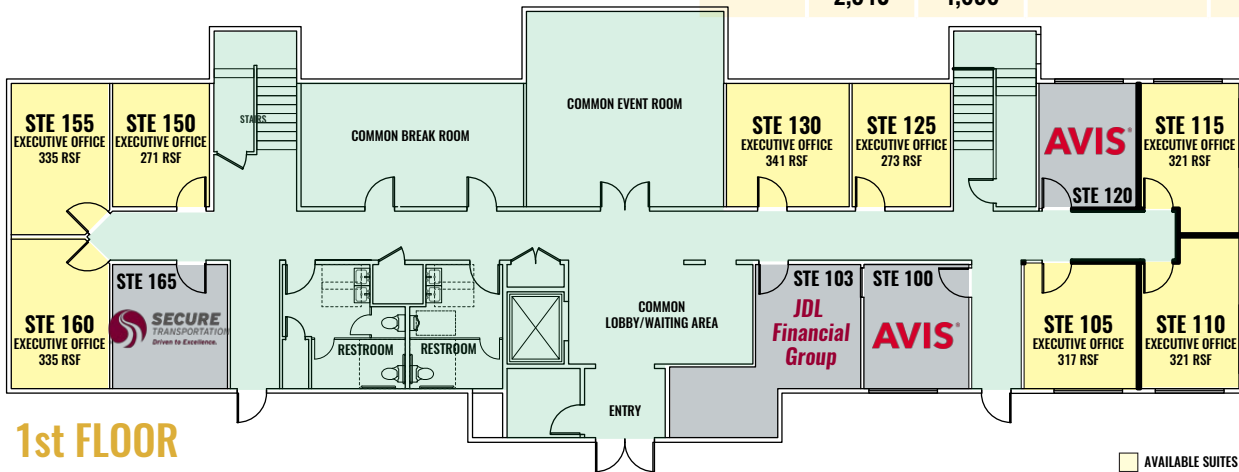 COMMON EVENT ROOM
STE 155
EXECUTIVE OFFICE
335 RSF
STE 150
EXECUTIVE OFFICE
271 RSF
STAIRS
COMMON BREAK ROOM
STE 130
EXECUTIVE OFFICE
341 RSF
STE 125
EXECUTIVE OFFICE
273 RSF
AVIS®
STE 120
STE 115
EXECUTIVE OFFICE
321 RSF
STE 160
EXECUTIVE OFFICE
335 RSF
STE 165
SECURE
TRANSPORTATION
Driven to Excellence.
RESTROOM
RESTROOM
COMMON
LOBBY/WAITING AREA
STE 103
JDL
Financial
Group
STE 100
AVIS®
STE 105
EXECUTIVE OFFICE
317 RSF
STE 110
EXECUTIVE OFFICE
321 RSF
ENTRY
1st FLOOR
AVAILABLE SUITES